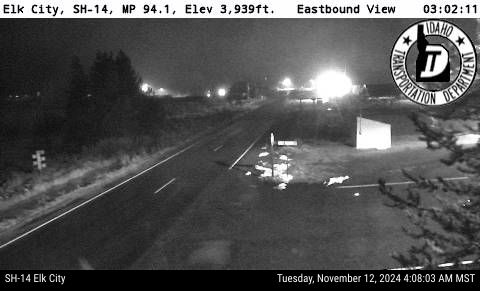 Elk City, SH-14, MP 94.1, Elev 3,939ft. Eastbound View 03:02:11
IDAHO
TRANSPORTATION DEPARTMENT
SH-14 Elk City Tuesday, November 12, 2024 4:08:03 AM MST